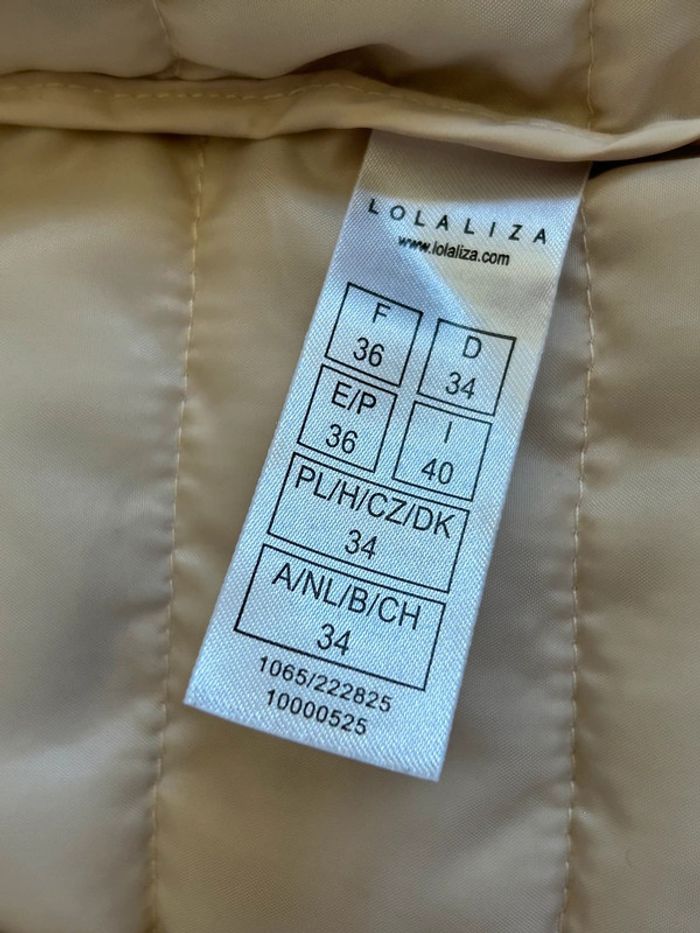 LOLALIZA
www.lolaliza.com
F D
36 34
E/P I
36 40
PL/H/CZ/DK
34
A/NL/B/CH
34
1065/222825
10000525